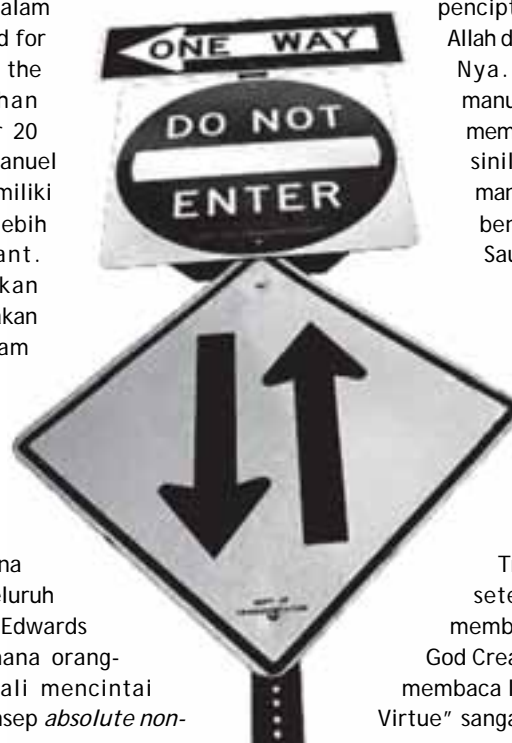 alam
d for
the
han
r 20
anuel
miliki
ebih
ant.
kan
akan
am
na
eluruh
Edwards
ana orang-
ali mencintai
nsep absolute non-
ONE WAY
DO NOT
ENTER
pencipt
Allah d
Nya.
manu
mem
sinil
man
ber
Sau
T
sete
memb
God Crea
membaca
Virtue" sanga